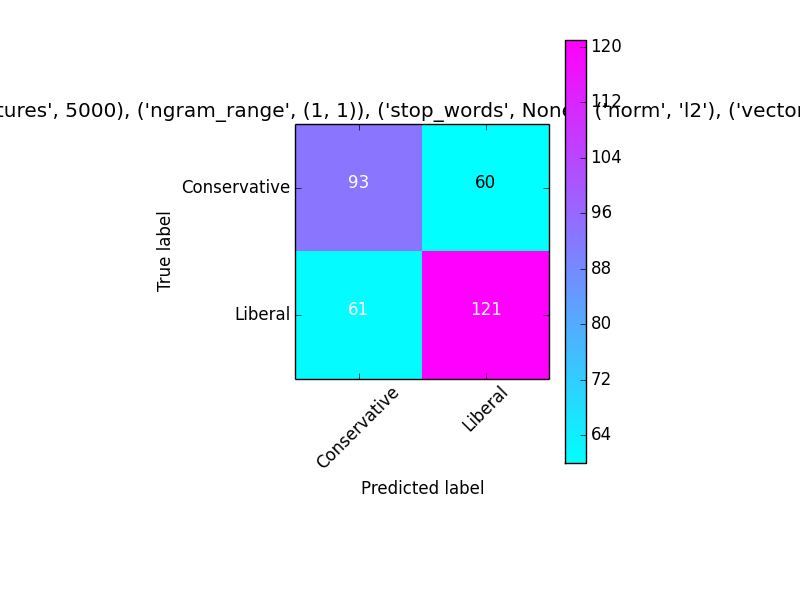 tures', 5000), ('ngram_range', (1, 1)), ('stop_words', None ('norm', 'l2'), ('vector
120
112
104
96
88
80
72
64
Conservative
Liberal
True label
93
60
61
121
Conservative
Liberal
Predicted label